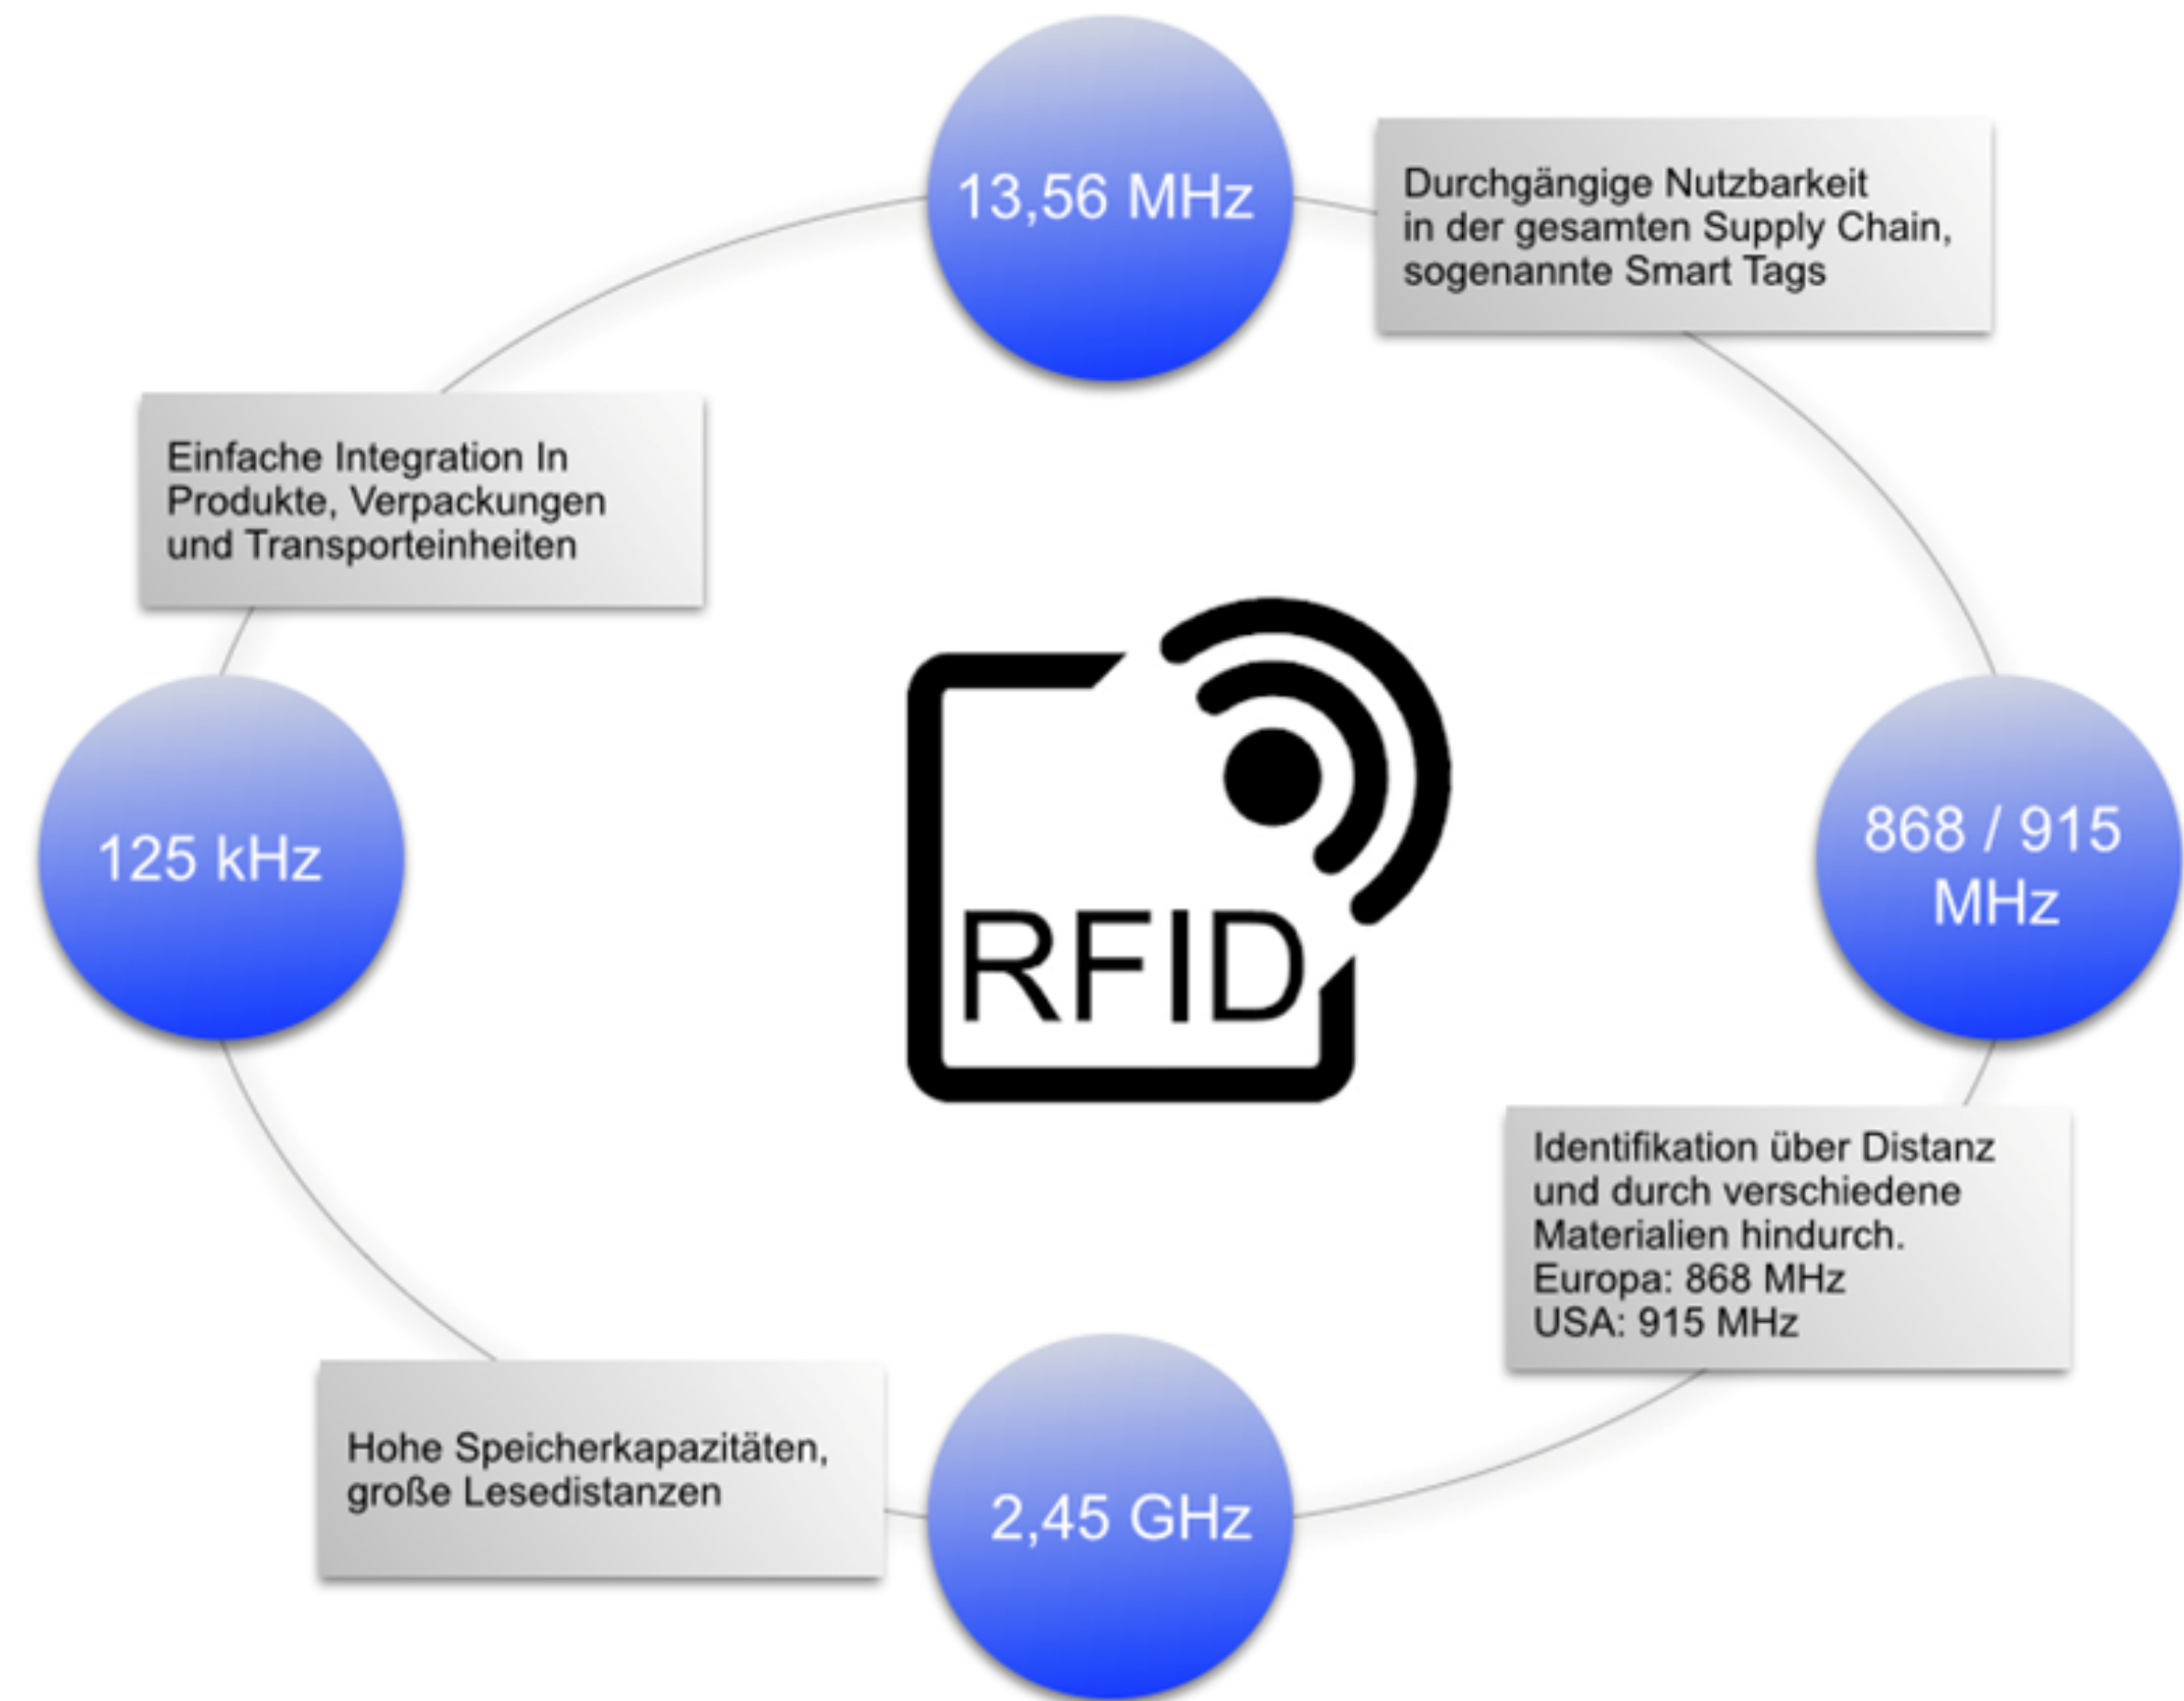 13,56 MHz
Durchgängige Nutzbarkeit
in der gesamten Supply Chain,
sogenannte Smart Tags
Einfache Integration In
Produkte, Verpackungen
und Transporteinheiten
125 kHz
RFID
868 / 915
MHz
Identifikation über Distanz
und durch verschiedene
Materialien hindurch.
Europa: 868 MHz
USA: 915 MHz
Hohe Speicherkapazitäten,
große Lesedistanzen
2,45 GHz